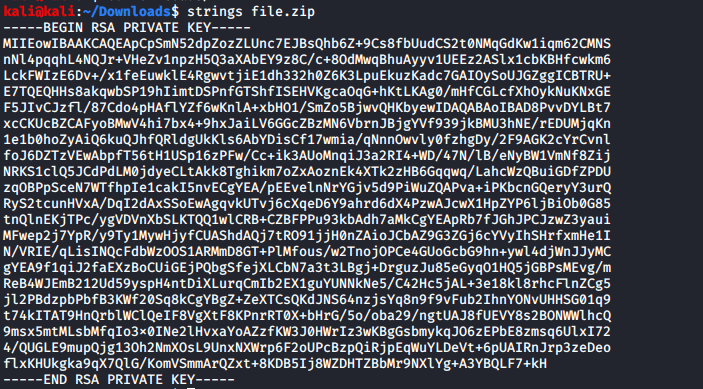 kali@kali:~/Downloads$ strings file.zip
-----BEGIN RSA PRIVATE KEY-----
MIIEowIBAAKCAQEApCpSmN52dpZozZLUnc7EJBsQhb6Z+9Cs8fbUudCS2t0NMqGdKw1iqm62CMNS
nNl4pqqhL4NQJr+VHeZv1npzH5Q3aXAbEY9z8C/c+8OdMwqBhuAyyv1UEEz2ASlx1cbKBHfcwkm6
LckFWIzE6Dv+/x1feEuwklE4RgwvtjiE1dh332h0Z6K3LpuEkuzKadc7GAIOySoUJGZggICBTRU+
E7TQEQHHs8akqwbSP19hIimtDSPnfGTShfISEHVKgcaOqG+hKtLKAg0/mHfCGLcfXhOykNuKNxGE
F5JIvCJzfl/87Cdo4pHAflYZf6wKnlA+xbHO1/SmZo5BjwvQHKbyewIDAQABAoIBAD8PvvDYLBt7
xcCKUcBZCAFyoBMwV4hi7bx4+9hxJaiLV6GGcZBzMN6VbrnJBjgYVf939jkBMU3hNE/rEDUMjqKn
1e1b0hoZyAiQ6kuQJhfQRldgUkKls6AbYDisCf17wmia/qNnnOwvly0fzhgDy/2F9AGK2cYrCvnl
foJ6DZTzVEwAbpfT56tH1USp16zPFw/Cc+ik3AUoMnqiJ3a2RI4+WD/47N/lB/eNyBW1VmNf8Zij
NRKS1clQ5JCdPdLM0jdyeCLtAkk8Tghikm7oZxAoznEk4XTk2zHB6Gqqwq/LahcWzQBuiGDfZPDU
zqOBPpSceN7WTfhpIe1cakI5nvECgYEA/pEEvelnNrYGjv5d9PiWuZQAPva+iPKbcnGQeryY3urQ
RyS2tcunHVxA/DqI2dAxSSoEwAgqvkUTvj6cXqeD6Y9ahrd6dX4PzwAJcwX1HpZYP6ljBiOb0G85
tnQlnEKjTPc/ygVDVnXbSLKTQQ1wlCRB+CZBFPPu93kbAdh7aMkCgYEApRb7fJGhJPCJzwZ3yaui
MFwep2j7YpR/y9Ty1MywHjyfCUAShdAQj7tRO91jjH0nZAioJCbAZ9G3ZGj6cYVyIhSHrfxmHe1I
N/VRIE/qLisINQcFdbWzOOS1ARMmD8GT+PlMfous/w2TnojOPCe4GUoGcbG9hn+ywl4djWnJJyMC
gYEA9f1qiJ2faEXzBoCUiGEjPQbgSfejXLCbN7a3t3LBgj+DrguzJu85eGyqO1HQ5jGBPsMEvg/m
ReB4WJEmB212Ud59yspH4ntDiXLurqCmIb2EX1guYUNNkNe5/C42Hc5jAL+3e18kl8rhcFlnZCg5
jl2PBdzpbPbfB3KWf20Sq8kCgYBgZ+ZeXTCsQKdJNS64nzjsYq8n9f9vFub2IhnYONvUHHSG01q9
t74kITAT9HnQrblWClQeIF8VgXtF8KPnrRT0X+bHrG/5o/oba29/ngtUAJ8fUEVY8s2BONWWlhcQ
9msx5mtMLsbMfqIo3×0INe2lHvxaYoAZzfKW3J0HWrIz3wKBgGsbmykqJO6zEPbE8zmsq6UlxI72
4/QUGLE9mupQjg13Oh2NmXOsL9UnxNXWrp6F2oUPcBzpQiRjpEqWuYLDeVt+6pUAIRnJrp3zeDeo
flxKHUkgka9qX7QlG/KomVSmmArQZxt+8KDB5Ij8WZDHTZBbMr9NXlYg+A3YBQLF7+kH
-----END RSA PRIVATE KEY-----